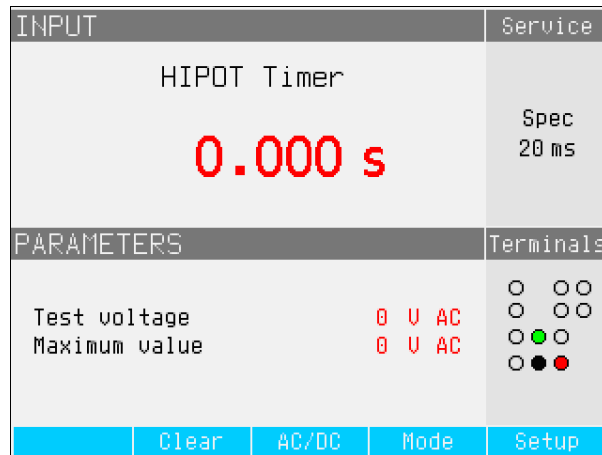 INPUT
Service
HIPOT Timer
0.000 s
Spec
20 ms
PARAMETERS
Terminals
Test voltage 0 V AC
Maximum value 0 V AC
Clear AC/DC Mode Setup